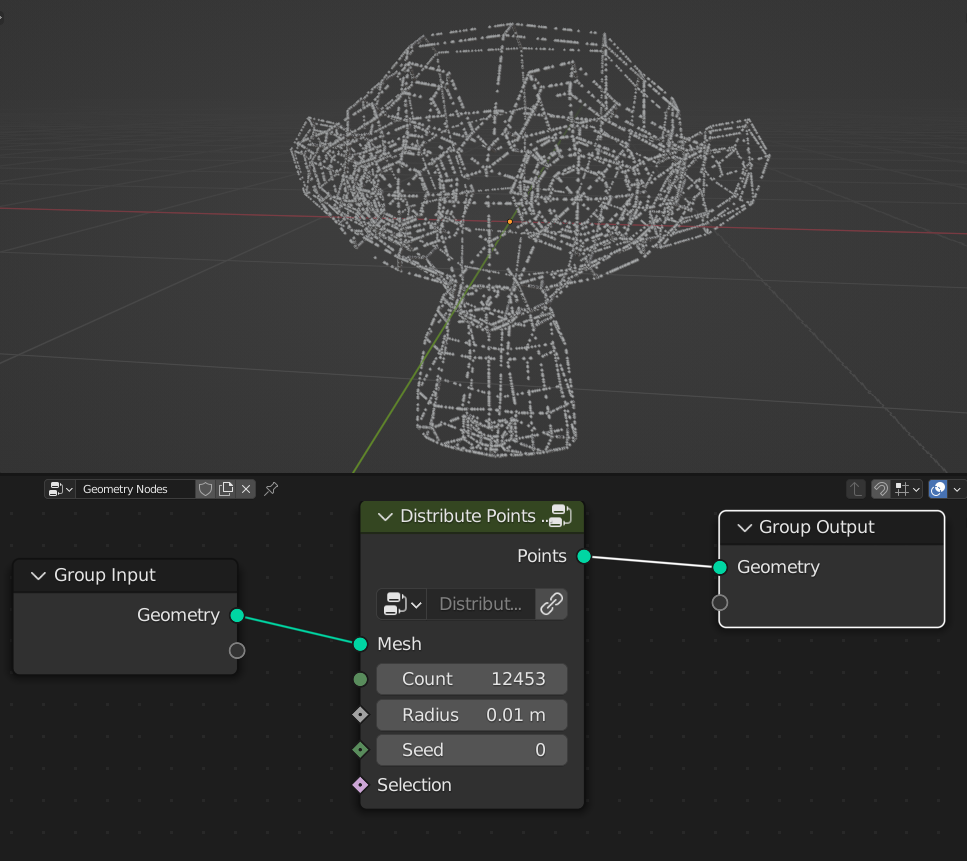 Geometry Nodes
Distribute Points ..
Points
Distribut...
Mesh
Count 12453
Radius 0.01 m
Seed 0
Selection
Group Input
Geometry
Group Output
Geometry